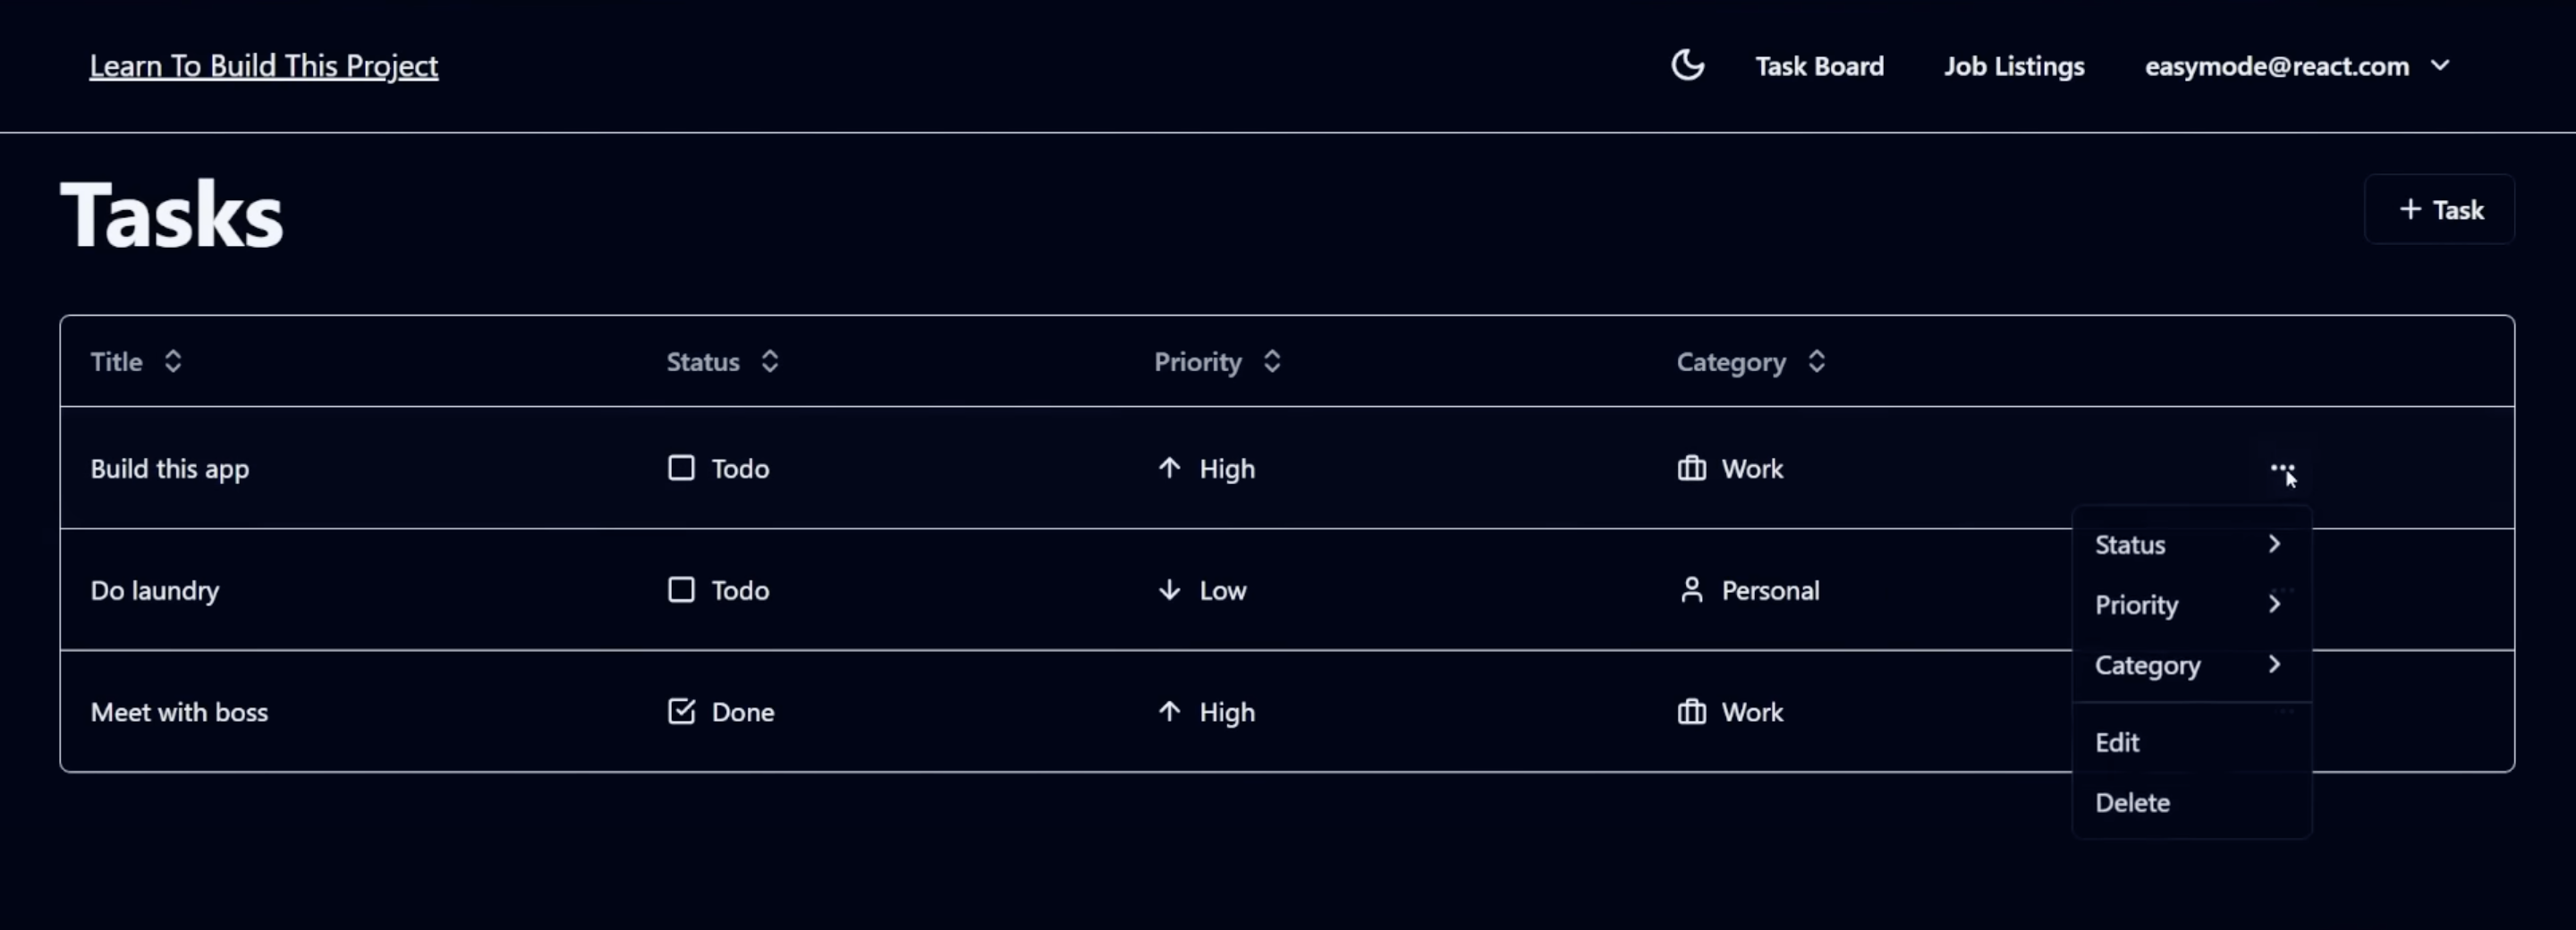 Learn To Build This Project
Task Board
Job Listings
easymode@react.com
Tasks
+ Task
Title
Status
Priority
Category
Build this app
Todo
High
Work
Do laundry
Todo
Low
Personal
Meet with boss
Done
High
Work
Status
Priority
Category
Edit
Delete